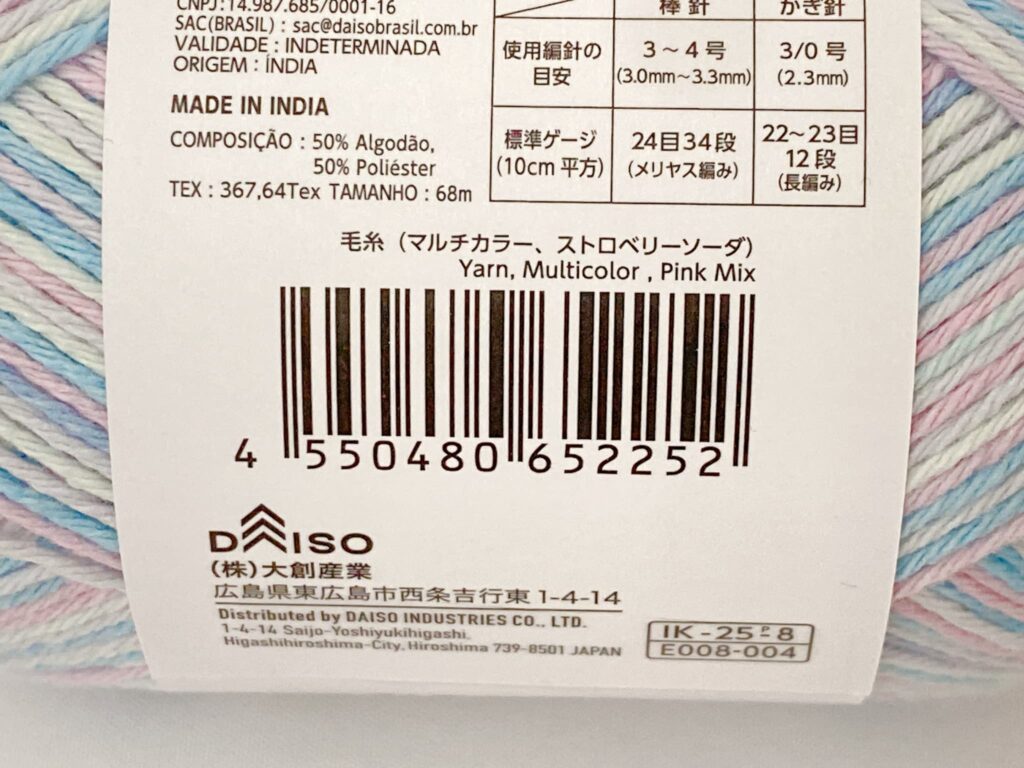 CNPJ:14.987.685/0001-16
SAC(BRASIL) : sac@daisobrasil.com.br
VALIDADE : INDETERMINADA
ORIGEM : ÍNDIA
MADE IN INDIA
COMPOSIÇÃO : 50% Algodão,
50% Poliéster
TEX : 367,64Tex TAMANHO : 68m
棒針 かぎ針
使用編針の目安 3～4号 (3.0mm～3.3mm) 3/0号 (2.3mm)
標準ゲージ (10cm平方) 24目34段 (メリヤス編み) 22～23目 12段 (長編み)
毛糸（マルチカラー、ストロベリーソーダ）
Yarn, Multicolor , Pink Mix
4 550480 652252
DAISO
(株)大創産業
広島県東広島市西条吉行東 1-4-14
Distributed by DAISO INDUSTRIES CO., LTD.
1-4-14 Saijo-Yoshiyukihigashi,
Higashihiroshima-City, Hiroshima 739-8501 JAPAN
IK-25-P-8
E008-004